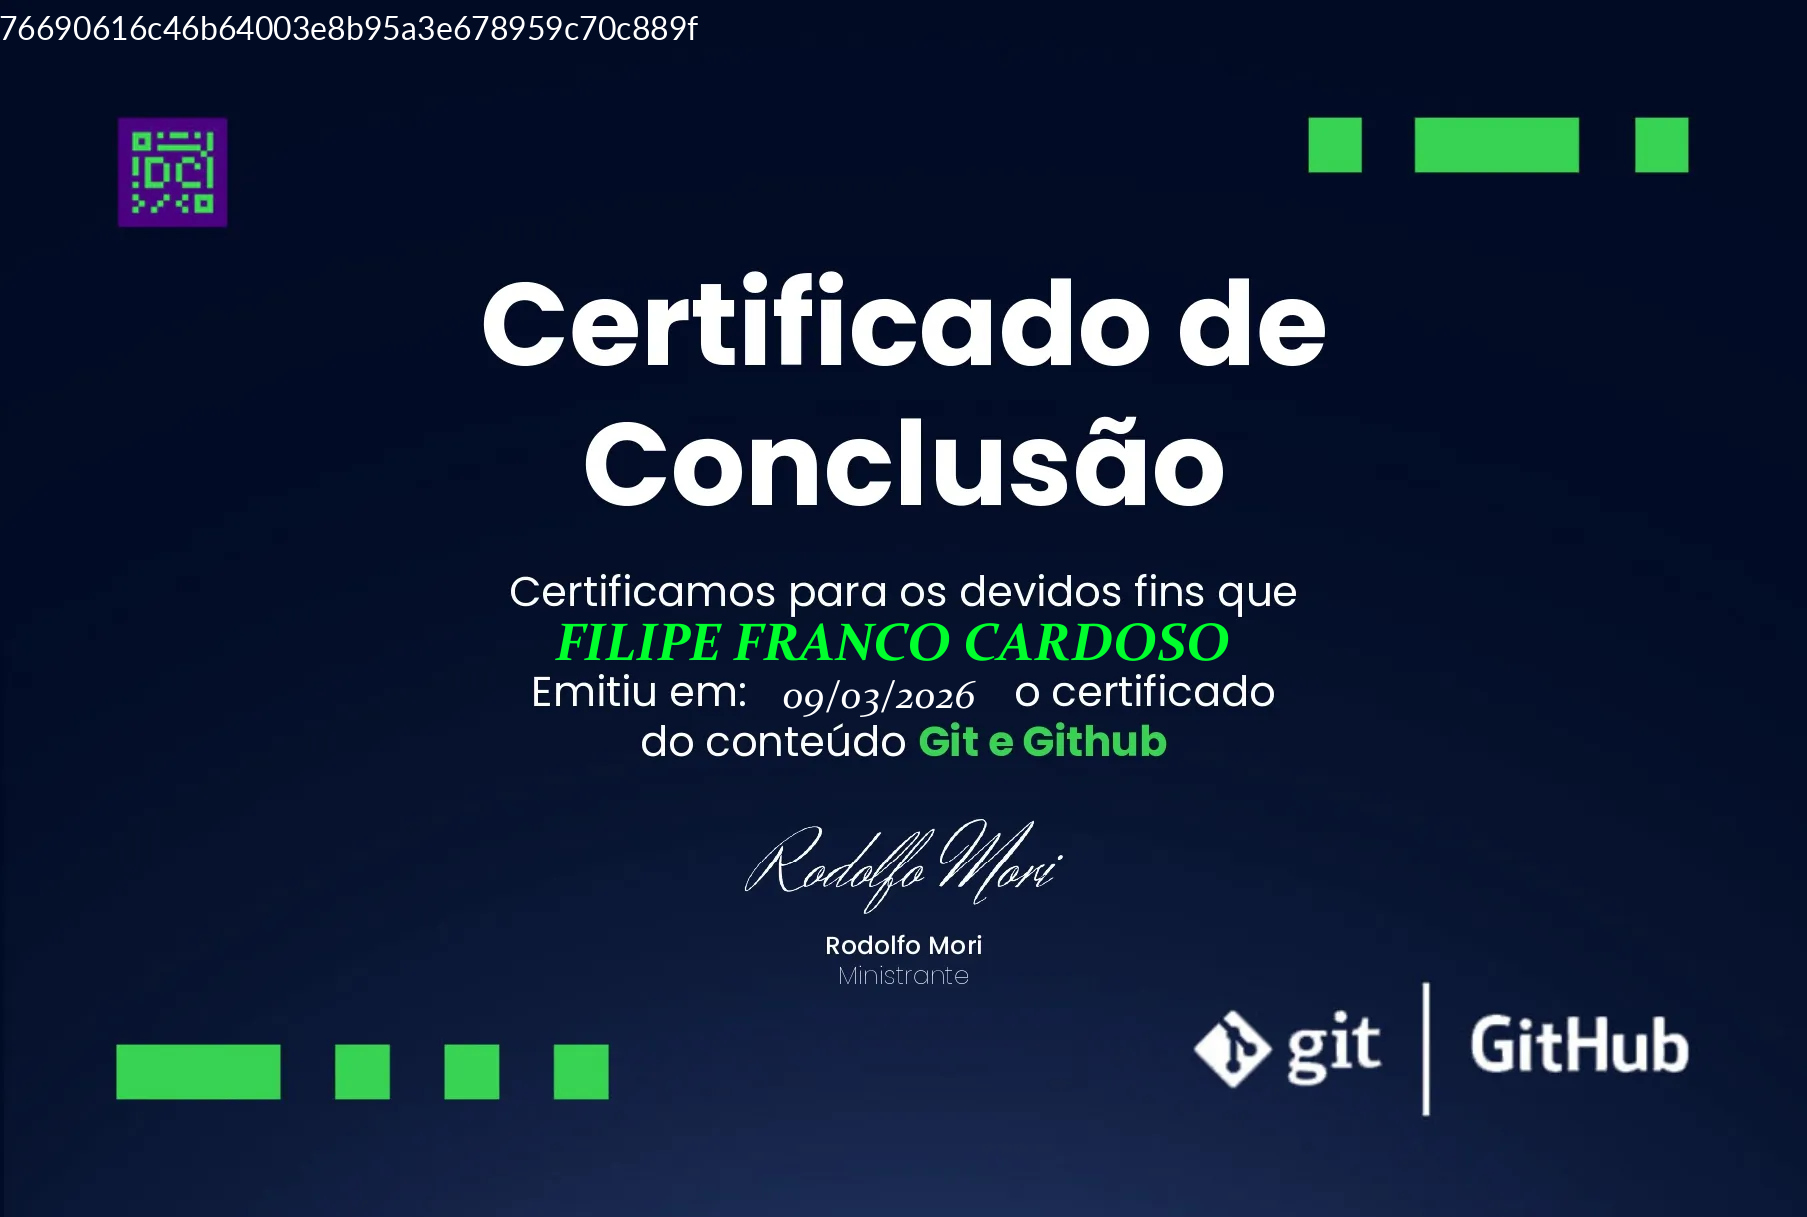 76690616c46b64003e8b95a3e678959c70c889f
DC
Certificado de
Conclusão
Certificamos para os devidos fins que
FILIPE FRANCO CARDOSO
Emitiu em: 09/03/2026 o certificado
do conteúdo Git e Github
Rodolfo Mori
Rodolfo Mori
Ministrante
git | GitHub